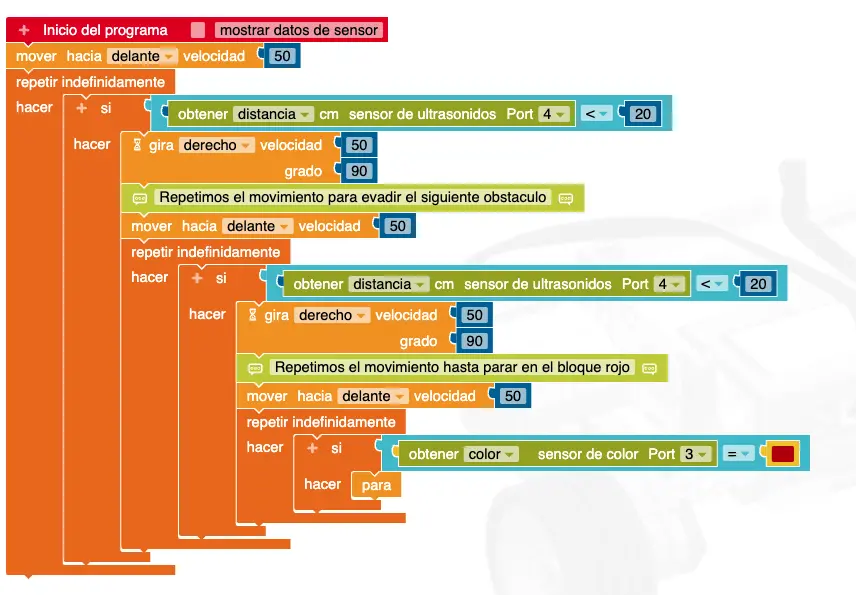 + Inicio del programa mostrar datos de sensor
mover hacia delante velocidad 50
repetir indefinidamente
hacer + si obtener distancia cm sensor de ultrasonidos Port 4 < 20
hacer gira derecho velocidad 50
grado 90
Repetimos el movimiento para evadir el siguiente obstaculo
mover hacia delante velocidad 50
repetir indefinidamente
hacer + si obtener distancia cm sensor de ultrasonidos Port 4 < 20
hacer gira derecho velocidad 50
grado 90
Repetimos el movimiento hasta parar en el bloque rojo
mover hacia delante velocidad 50
repetir indefinidamente
hacer + si obtener color sensor de color Port 3 =
hacer para